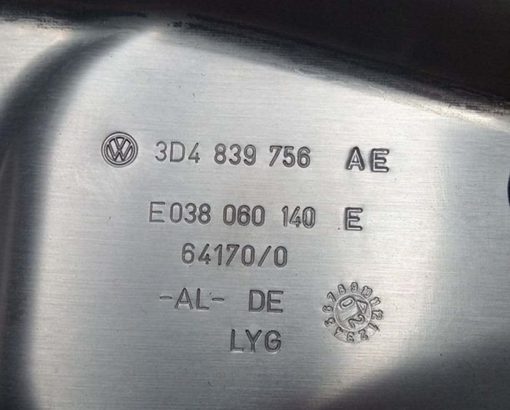 3D4 839 756 AE
E038 060 140 E
64170/0
-AL- DE
LYG